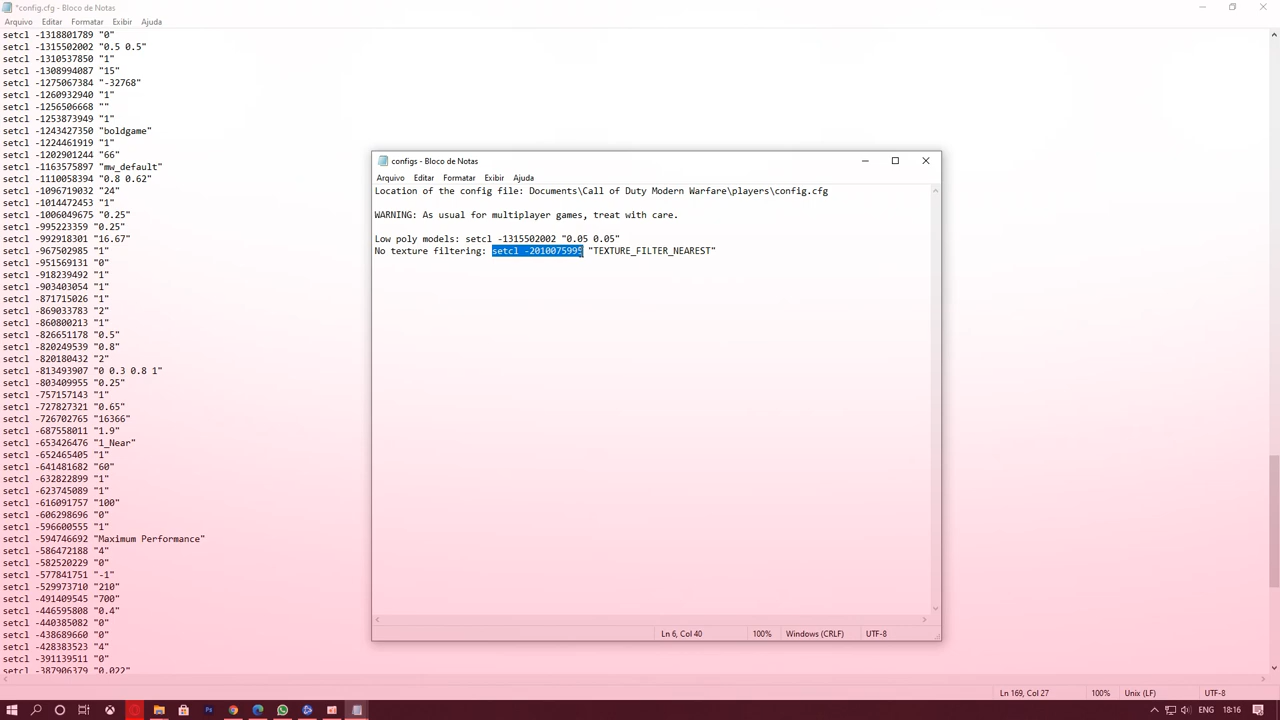 *config.cfg - Bloco de Notas
Arquivo Editar Formatar Exibir Ajuda
setcl -1318801789 "0"
setcl -1315502002 "0.5 0.5"
setcl -1310537850 "1"
setcl -1308994087 "15"
setcl -1275067384 "-32768"
setcl -1260932940 "1"
setcl -1256506668 ""
setcl -1253873949 "1"
setcl -1243427350 "boldgame"
setcl -1224461919 "1"
setcl -1202901244 "66"
setcl -1163575897 "mw_default"
setcl -1110058394 "0.8 0.62"
setcl -1096719032 "24"
setcl -1014472453 "1"
setcl -1006049675 "0.25"
setcl -995223359 "0.25"
setcl -992918301 "16.67"
setcl -967502985 "1"
setcl -951569131 "0"
setcl -918239492 "1"
setcl -903403054 "1"
setcl -871715026 "1"
setcl -869033783 "2"
setcl -860800213 "1"
setcl -826651178 "0.5"
setcl -820249539 "0.8"
setcl -820180432 "2"
setcl -813493907 "0 0.3 0.8 1"
setcl -803409955 "0.25"
setcl -757157143 "1"
setcl -727827321 "0.65"
setcl -726702765 "16366"
setcl -687558011 "1.9"
setcl -653426476 "1_Near"
setcl -652465405 "1"
setcl -641481682 "60"
setcl -632822899 "1"
setcl -623745089 "1"
setcl -616091757 "100"
setcl -606298696 "0"
setcl -596600555 "1"
setcl -594746692 "Maximum Performance"
setcl -586472188 "4"
setcl -582520229 "0"
setcl -577841751 "-1"
setcl -529973710 "210"
setcl -491409545 "700"
setcl -446595808 "0.4"
setcl -440385082 "0"
setcl -438689660 "0"
setcl -428383523 "4"
setcl -391139511 "0"
setcl -387906379 "0.022"
Ln 169, Col 27 100% Unix (LF) UTF-8
configs - Bloco de Notas
Arquivo Editar Formatar Exibir Ajuda
Location of the config file: Documents\Call of Duty Modern Warfare\players\config.cfg
WARNING: As usual for multiplayer games, treat with care.
Low poly models: setcl -1315502002 "0.05 0.05"
No texture filtering: setcl -2010075995 "TEXTURE_FILTER_NEAREST"
Ln 6, Col 40 100% Windows (CRLF) UTF-8
ENG 18:16